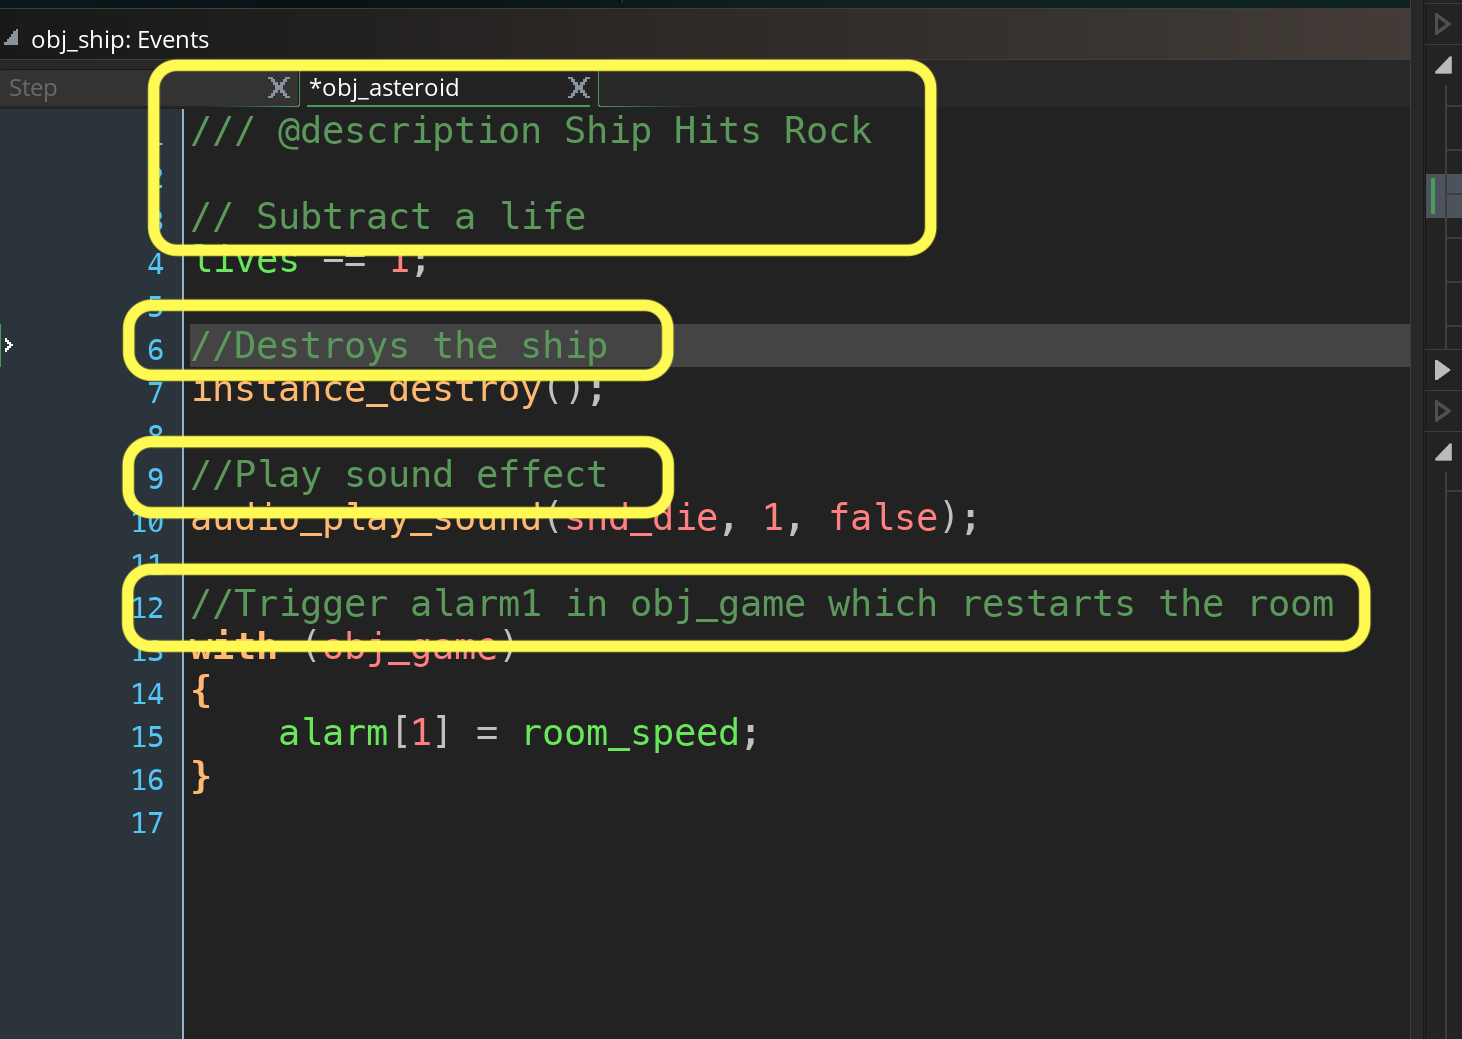 obj_ship: Events
Step
*obj_asteroid
1 /// @description Ship Hits Rock
2
3 // Subtract a life
4 lives -= 1;
5
6 //Destroys the ship
7 instance_destroy();
8
9 //Play sound effect
10 audio_play_sound(snd_die, 1, false);
11
12 //Trigger alarm1 in obj_game which restarts the room
13 with (obj_game)
14 {
15 alarm[1] = room_speed;
16 }
17